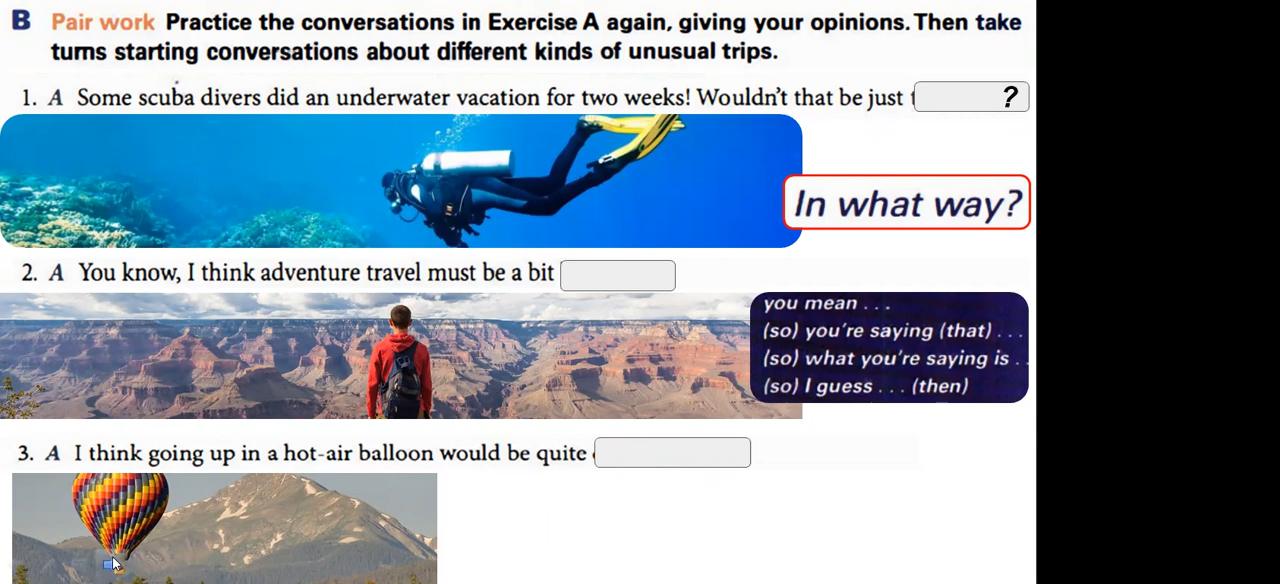 B Pair work Practice the conversations in Exercise A again, giving your opinions. Then take
turns starting conversations about different kinds of unusual trips.
1. A Some scuba divers did an underwater vacation for two weeks! Wouldn't that be just ?
In what way?
2. A You know, I think adventure travel must be a bit
you mean . . .
(so) you're saying (that) . . .
(so) what you're saying is . .
(so) I guess . . . (then)
3. A I think going up in a hot-air balloon would be quite